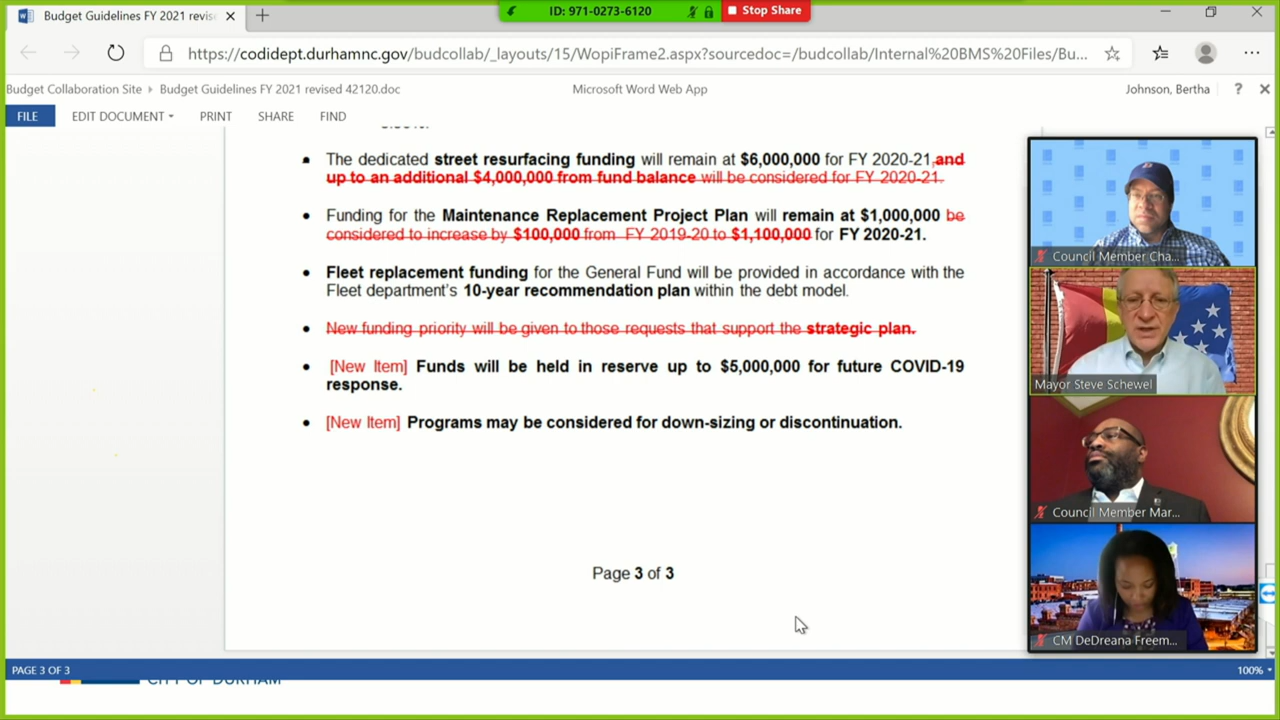 Budget Guidelines FY 2021 revise
ID: 971-0273-6120
Stop Share
https://codidept.durhamnc.gov/budcollab/_layouts/15/WopiFrame2.aspx?sourcedoc=/budcollab/Internal%20BMS%20Files/Bu...
Budget Collaboration Site
Budget Guidelines FY 2021 revised 42120.doc
Microsoft Word Web App
Johnson, Bertha
?
FILE
EDIT DOCUMENT
PRINT
SHARE
FIND
The dedicated street resurfacing funding will remain at $6,000,000 for FY 2020-21,and
up to an additional $4,000,000 from fund balance will be considered for FY 2020-21.
Funding for the Maintenance Replacement Project Plan will remain at $1,000,000 be
considered to increase by $100,000 from FY 2019-20 to $1,100,000 for FY 2020-21.
Fleet replacement funding for the General Fund will be provided in accordance with the
Fleet department's 10-year recommendation plan within the debt model.
New funding priority will be given to those requests that support the strategic plan.
[New Item] Funds will be held in reserve up to $5,000,000 for future COVID-19
response.
[New Item] Programs may be considered for down-sizing or discontinuation.
Page 3 of 3
Council Member Cha...
Mayor Steve Schewel
Council Member Mar...
CM DeDreana Freem...
PAGE 3 OF 3
100%
CITY OF DURHAM